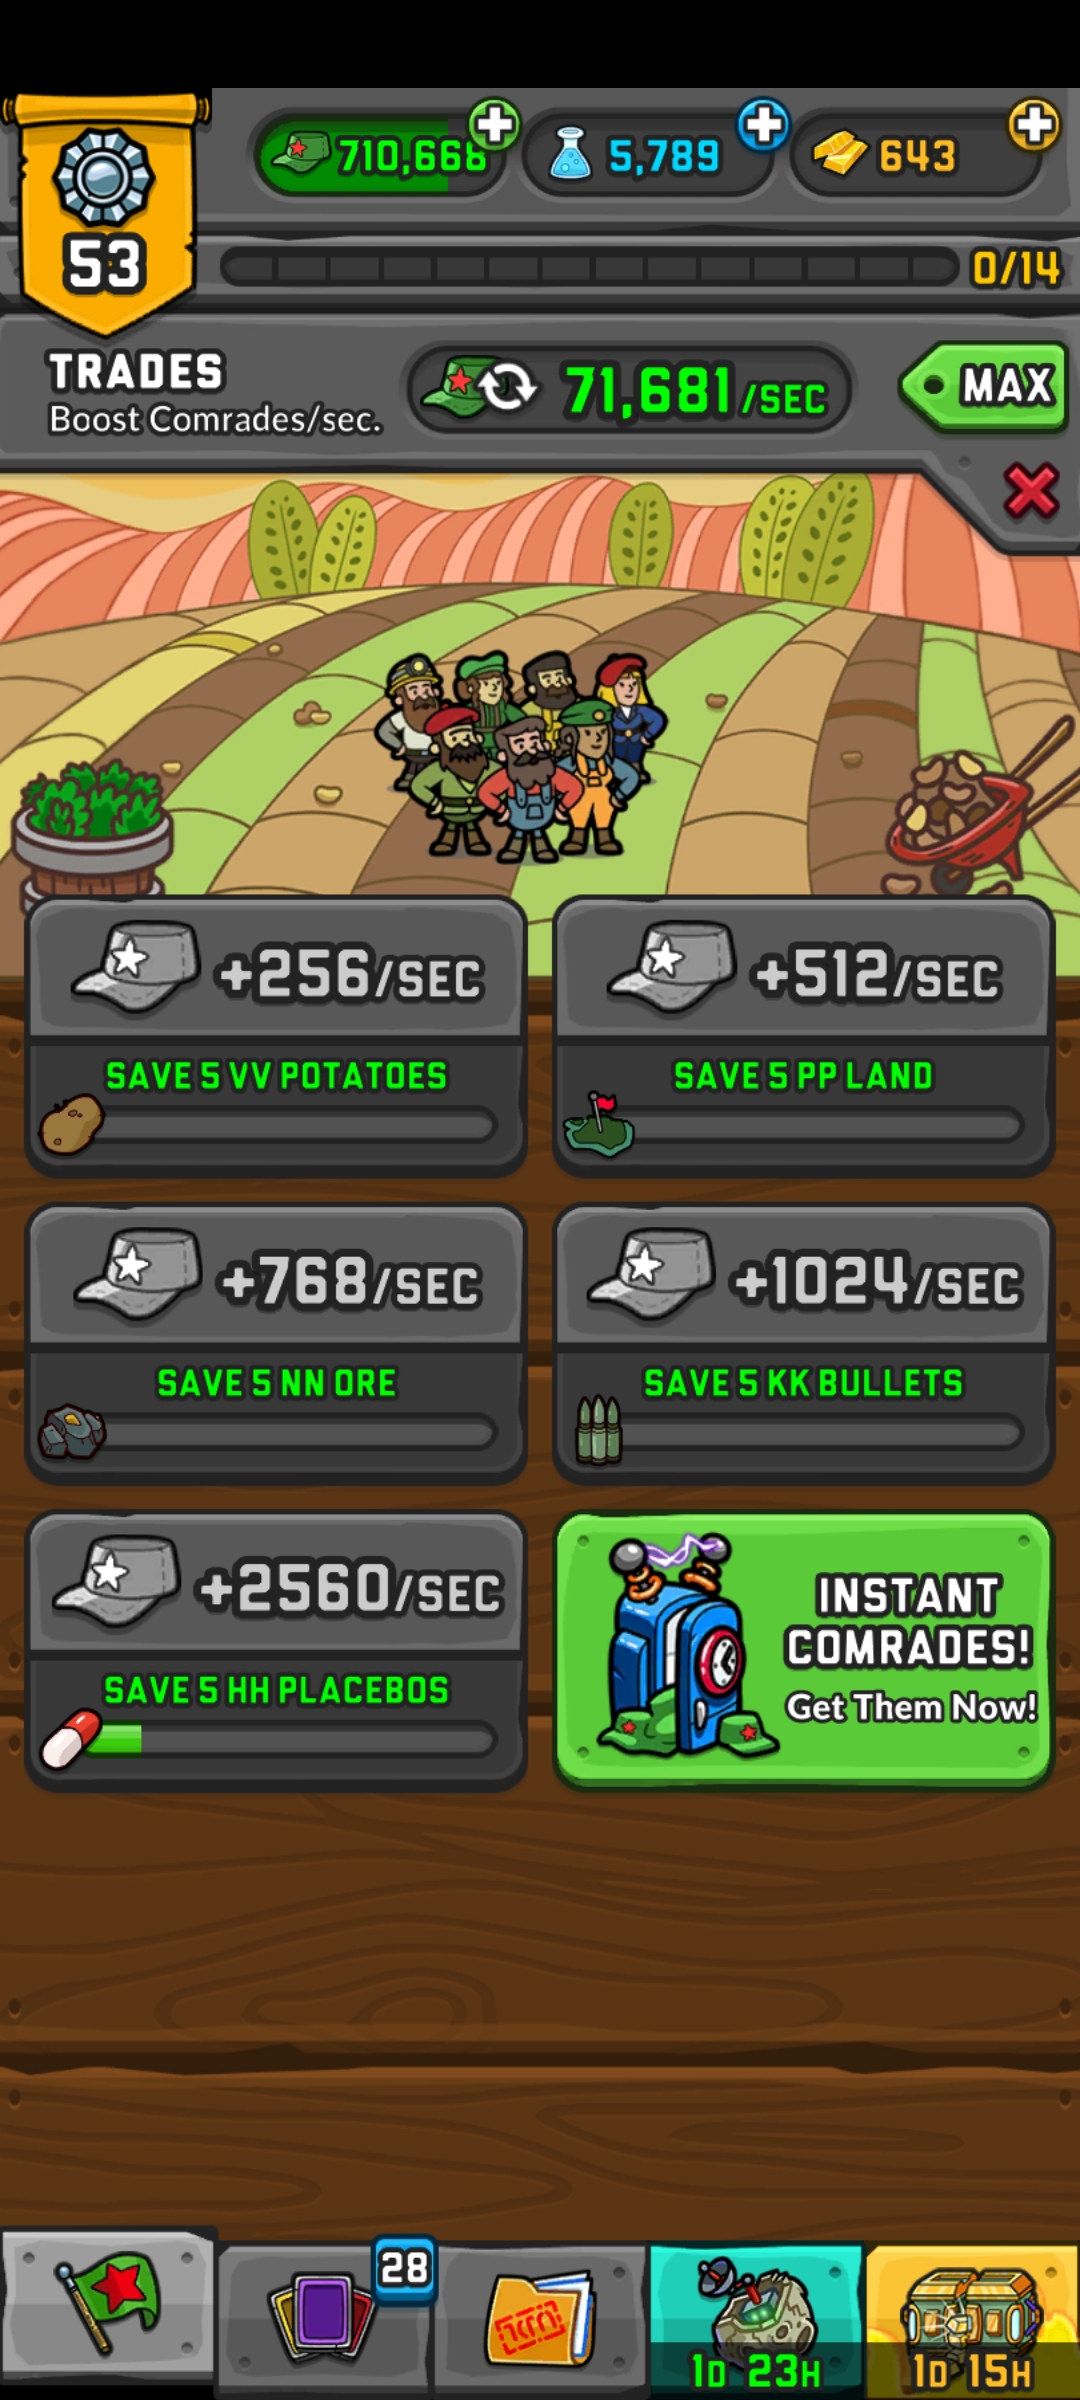 710,668
5,789
643
53
0/14
TRADES
Boost Comrades/sec.
71,681/SEC
MAX
+256/SEC
SAVE 5 VV POTATOES
+512/SEC
SAVE 5 PP LAND
+768/SEC
SAVE 5 NN ORE
+1024/SEC
SAVE 5 KK BULLETS
+2560/SEC
SAVE 5 HH PLACEBOS
INSTANT
COMRADES!
Get Them Now!
28
1D 23H
1D 15H